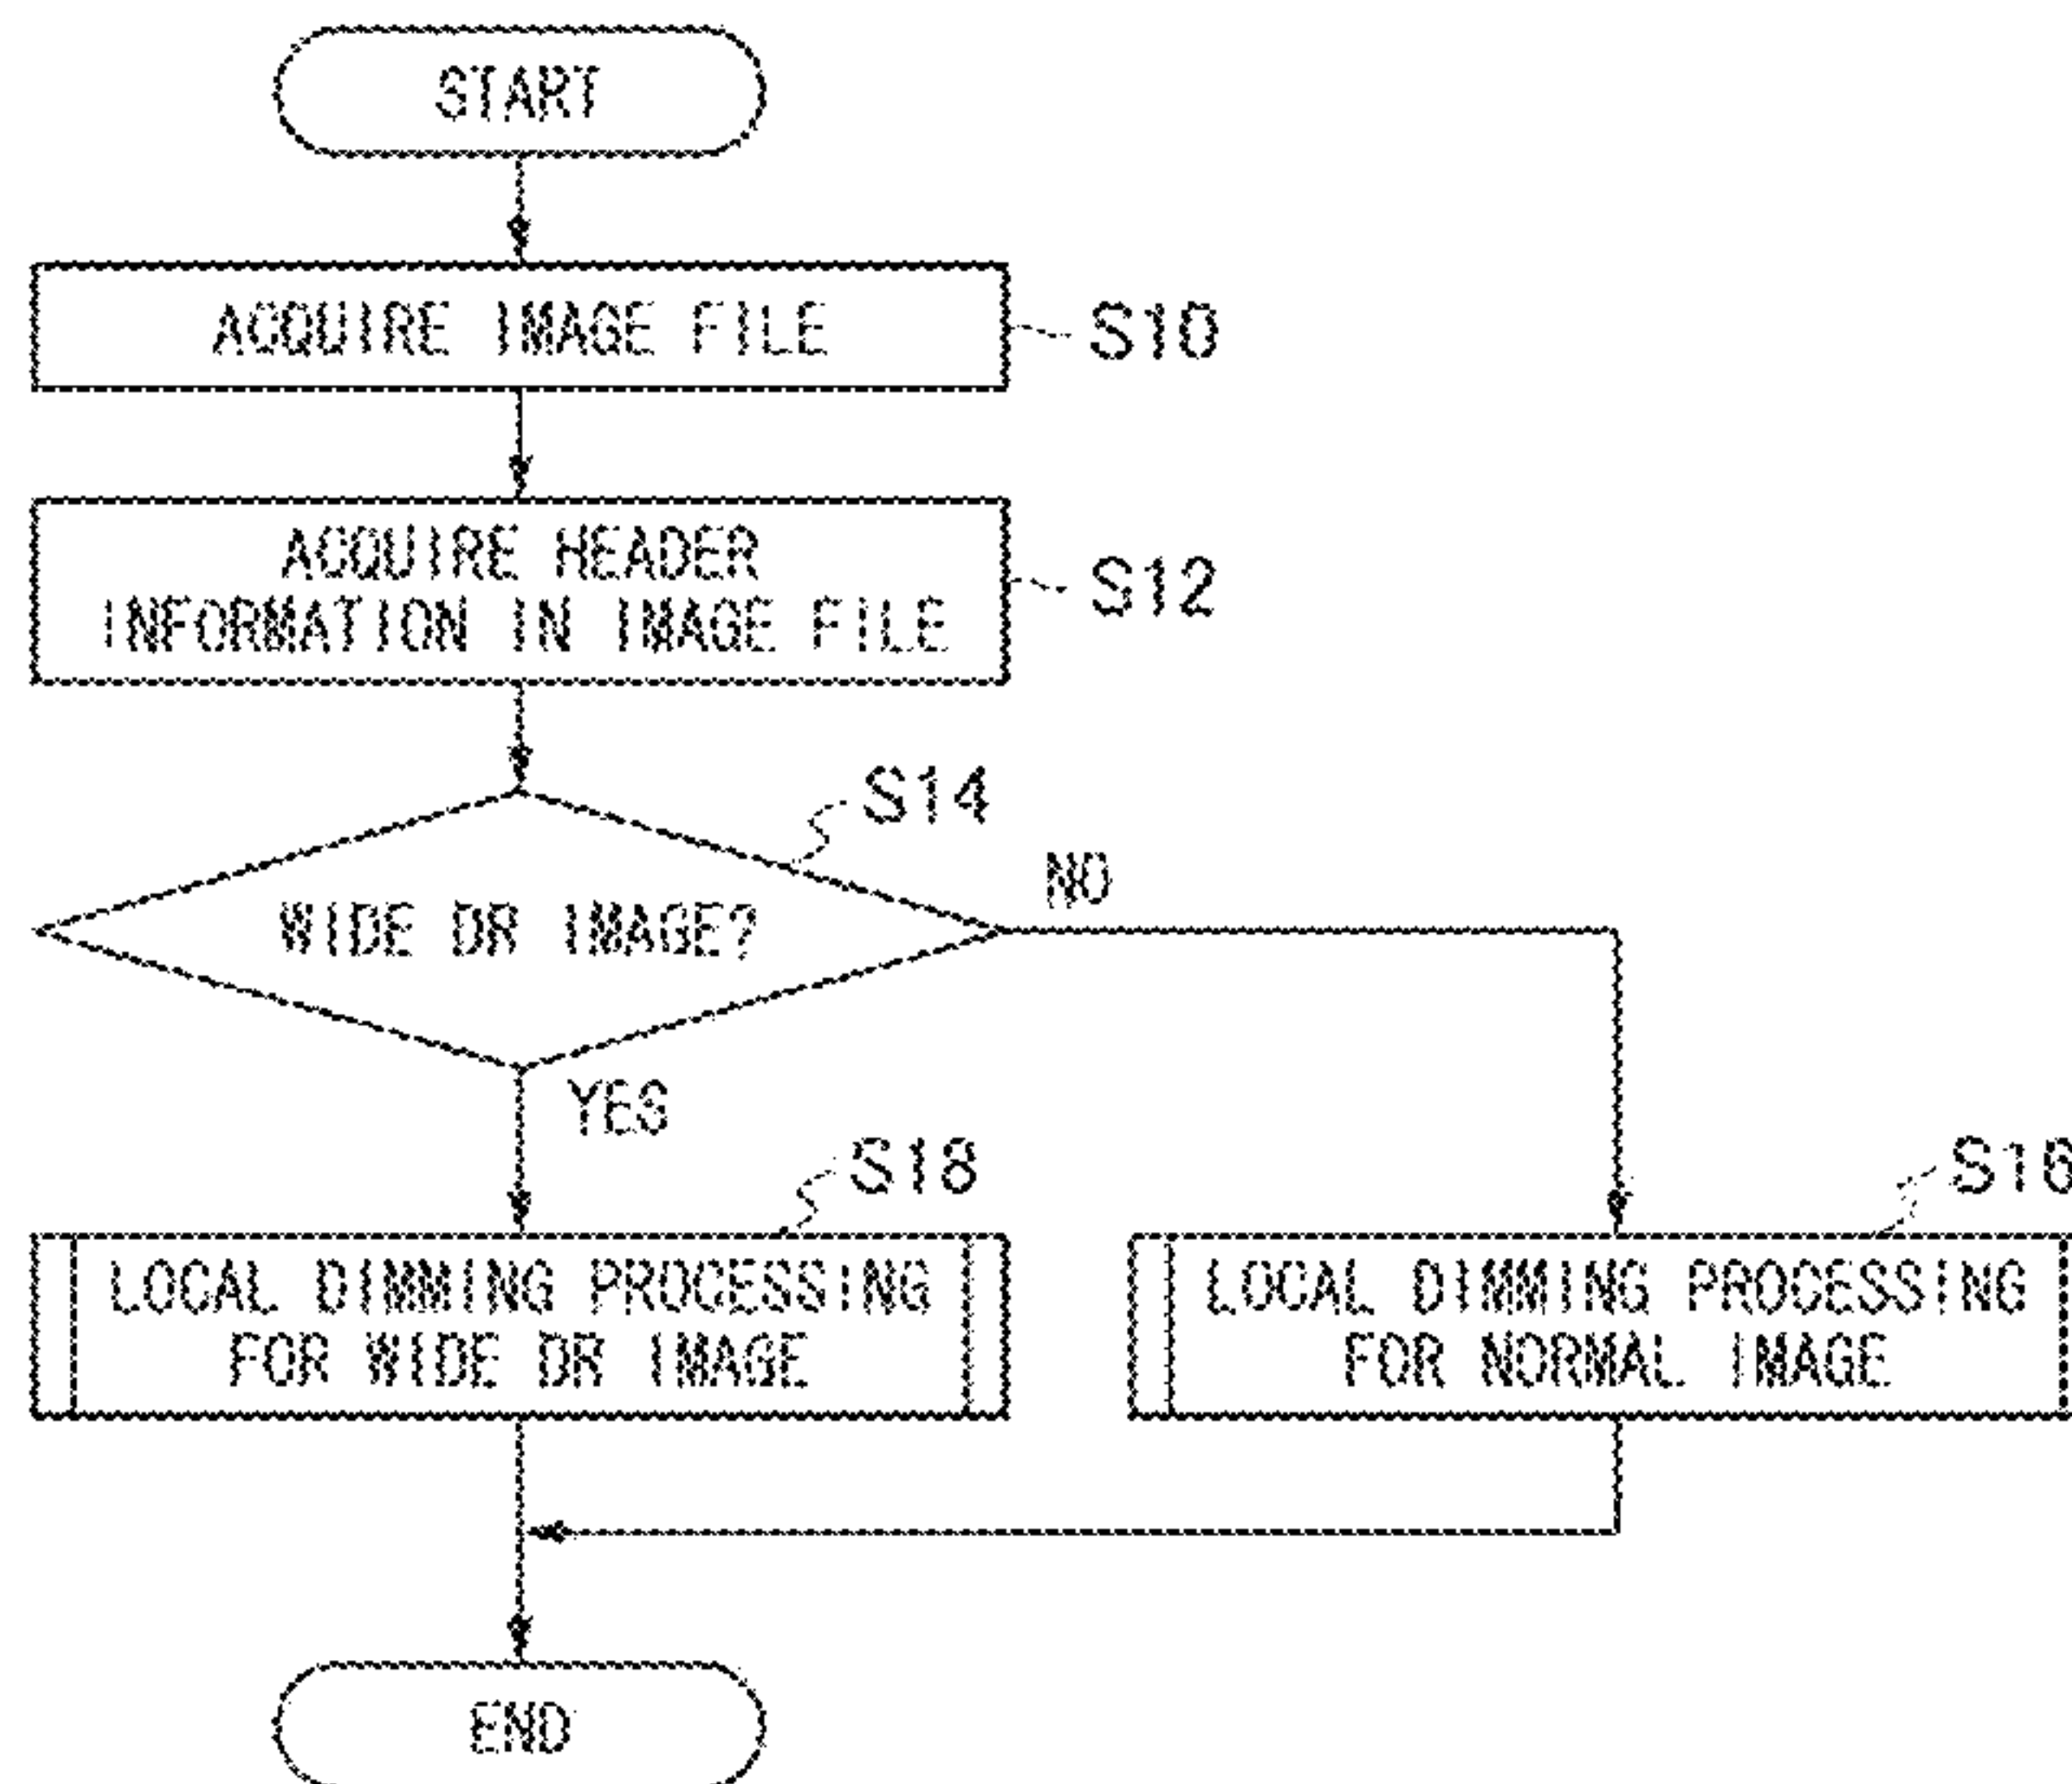 START
ACQUIRE IMAGE FILE
S10
ACQUIRE HEADER
INFORMATION IN IMAGE FILE
S12
S14
WIDE DR IMAGE?
NO
YES
S18
LOCAL DIMMING PROCESSING
FOR WIDE DR IMAGE
S16
LOCAL DIMMING PROCESSING
FOR NORMAL IMAGE
END